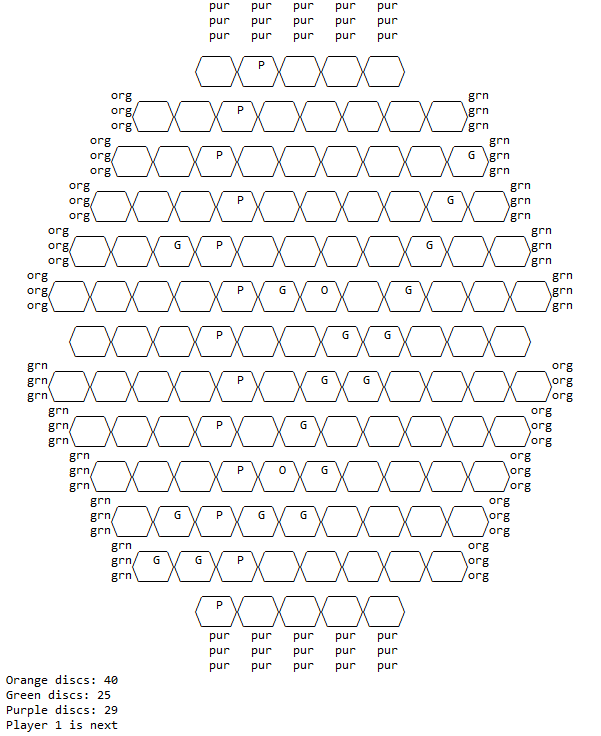 pur pur pur pur pur
pur pur pur pur pur
pur pur pur pur pur
P
org grn
org P grn
org grn
org grn
org P G grn
org grn
org grn
org P G grn
org grn
org grn
org G P G grn
org grn
org grn
org P G O G grn
org grn
P G G
grn org
grn P G G org
grn org
grn org
grn P G org
grn org
grn org
grn P O G org
grn org
grn org
grn G P G G org
grn org
grn org
grn G G P org
grn org
P
pur pur pur pur pur
pur pur pur pur pur
pur pur pur pur pur
Orange discs: 40
Green discs: 25
Purple discs: 29
Player 1 is next